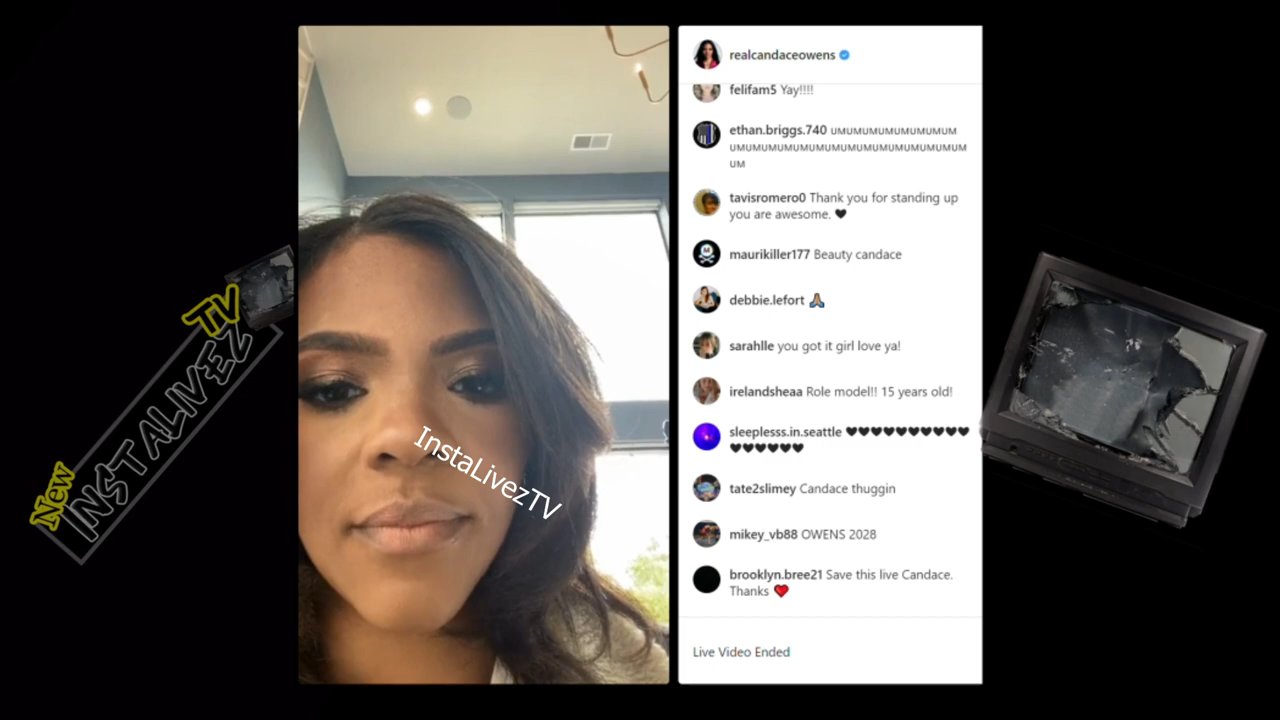 New
INSTALIVEZ
TV
InstaLivezTV
realcandaceowens
felifam5 Yay!!!!
ethan.briggs.740 UMUMUMUMUMUMUMUM
UMUMUMUMUMUMUMUMUMUMUMUMUMUMUM
UM
tavisromero0 Thank you for standing up
you are awesome. 🖤
maurikiller177 Beauty candace
debbie.lefort 🙏🏼
sarahlle you got it girl love ya!
irelandsheaa Role model!! 15 years old!
sleeplesss.in.seattle 🖤🖤🖤🖤🖤🖤🖤🖤🖤🖤
🖤🖤🖤🖤🖤🖤
tate2slimey Candace thuggin
mikey_vb88 OWENS 2028
brooklyn.bree21 Save this live Candace.
Thanks ❤️
Live Video Ended